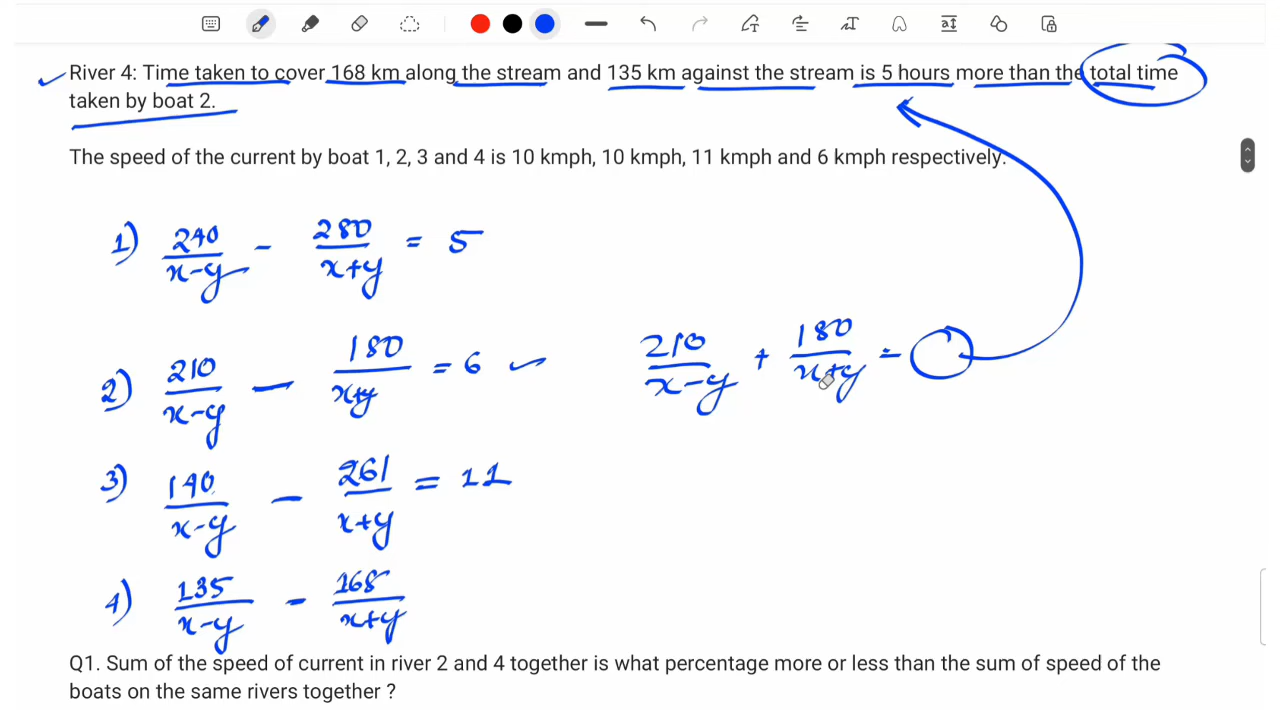 River 4: Time taken to cover 168 km along the stream and 135 km against the stream is 5 hours more than the total time
taken by boat 2.
The speed of the current by boat 1, 2, 3 and 4 is 10 kmph, 10 kmph, 11 kmph and 6 kmph respectively.
1) 240/(x-y) - 280/(x+y) = 5
2) 210/(x-y) - 180/(x+y) = 6 ✓ 210/(x-y) + 180/(x+y) =
3) 140/(x-y) - 261/(x+y) = 11
4) 135/(x-y) - 168/(x+y)
Q1. Sum of the speed of current in river 2 and 4 together is what percentage more or less than the sum of speed of the
boats on the same rivers together ?